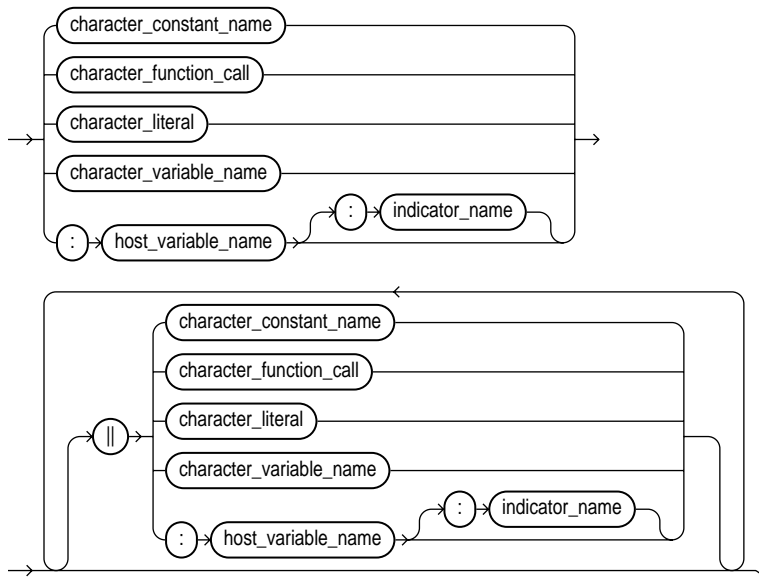 character_constant_name
character_function_call
character_literal
character_variable_name
: host_variable_name : indicator_name
character_constant_name
character_function_call
||
character_literal
character_variable_name
: host_variable_name : indicator_name